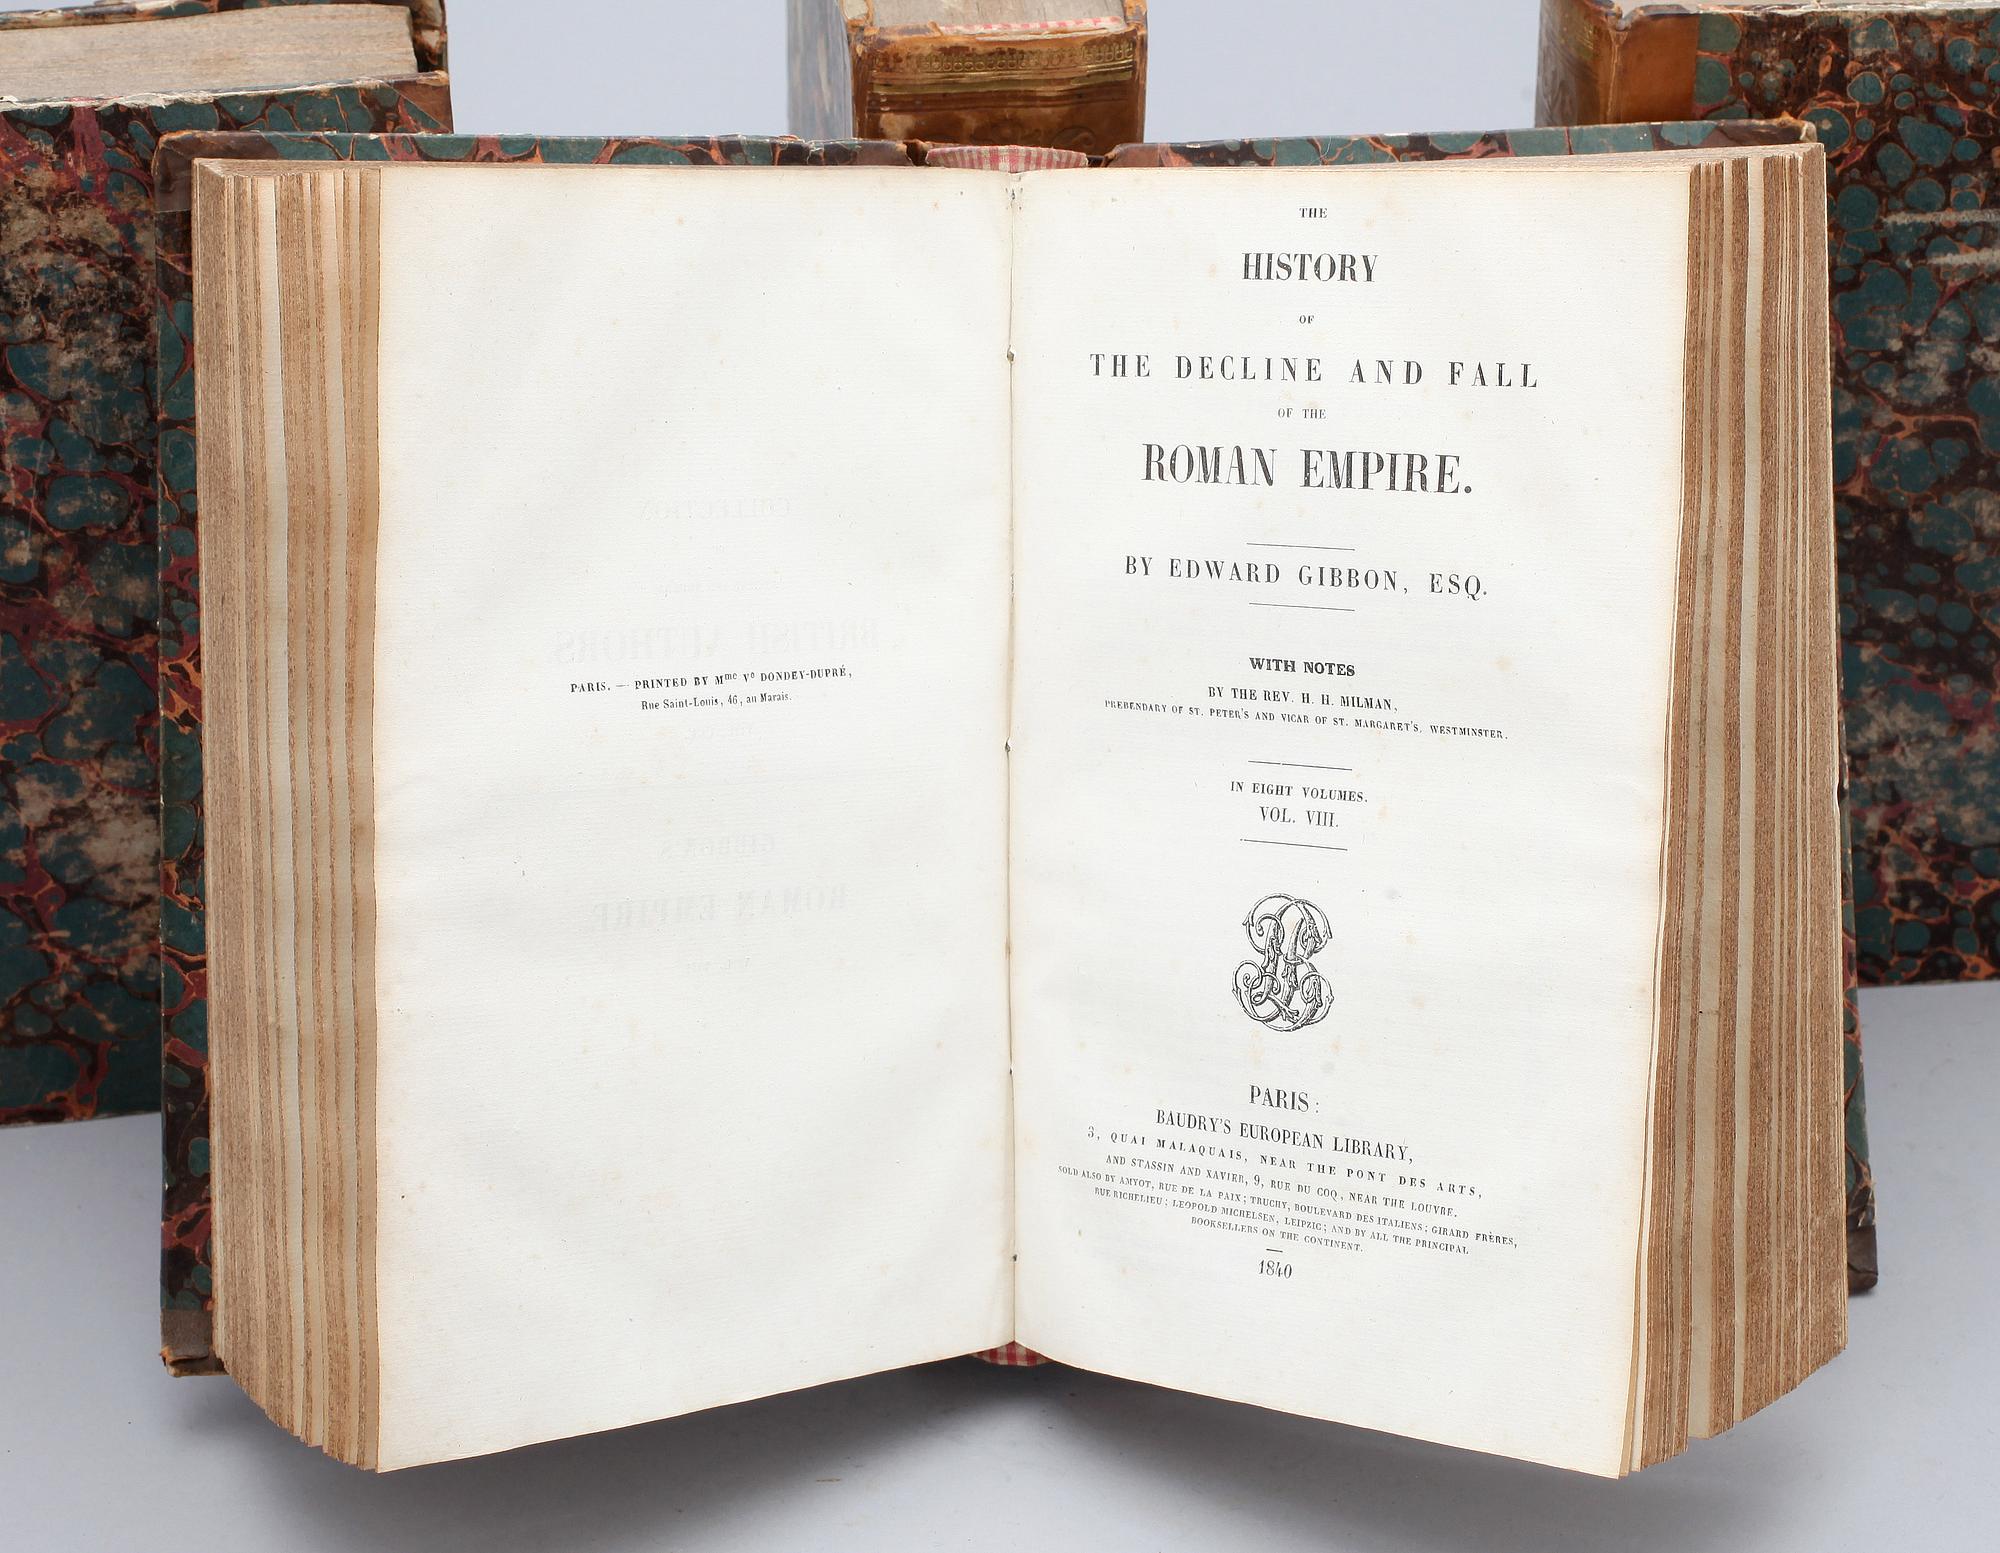 PARIS. — PRINTED BY Mme Ve DONDEY-DUPRÉ,
Rue Saint-Louis, 46, au Marais.
THE
HISTORY
OF
THE DECLINE AND FALL
OF THE
ROMAN EMPIRE.
BY EDWARD GIBBON, ESQ.
WITH NOTES
BY THE REV. H. H. MILMAN,
PREBENDARY OF ST. PETER'S AND VICAR OF ST. MARGARET'S, WESTMINSTER.
IN EIGHT VOLUMES.
VOL. VIII.
PARIS:
BAUDRY'S EUROPEAN LIBRARY,
3, QUAI MALAQUAIS, NEAR THE PONT DES ARTS,
AND STASSIN AND XAVIER, 9, RUE DU COQ, NEAR THE LOUVRE.
SOLD ALSO BY AMYOT, RUE DE LA PAIX; TRUCHY, BOULEVARD DES ITALIENS; GIRARD FRÈRES,
RUE RICHELIEU; LEOPOLD MICHELSEN, LEIPZIG; AND BY ALL THE PRINCIPAL
BOOKSELLERS ON THE CONTINENT.
1840